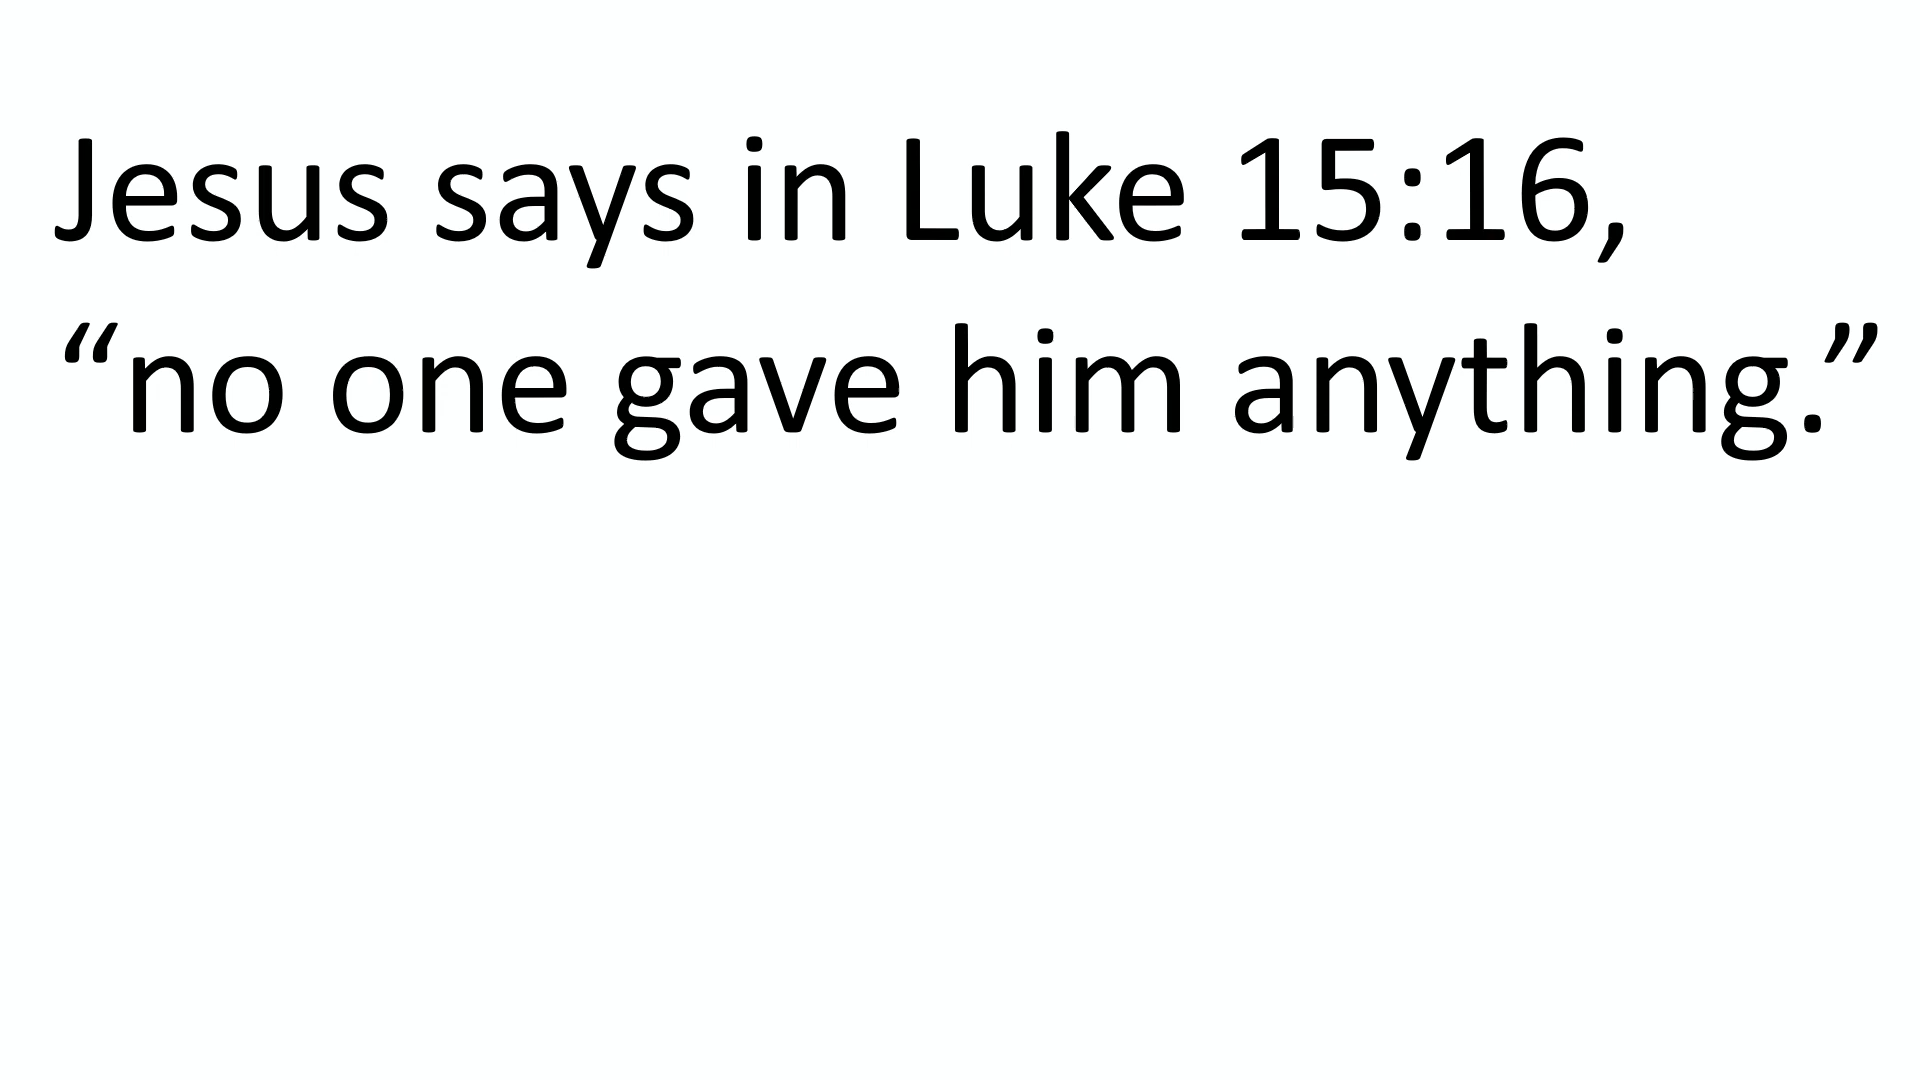 Jesus says in Luke 15:16,
“no one gave him anything.”